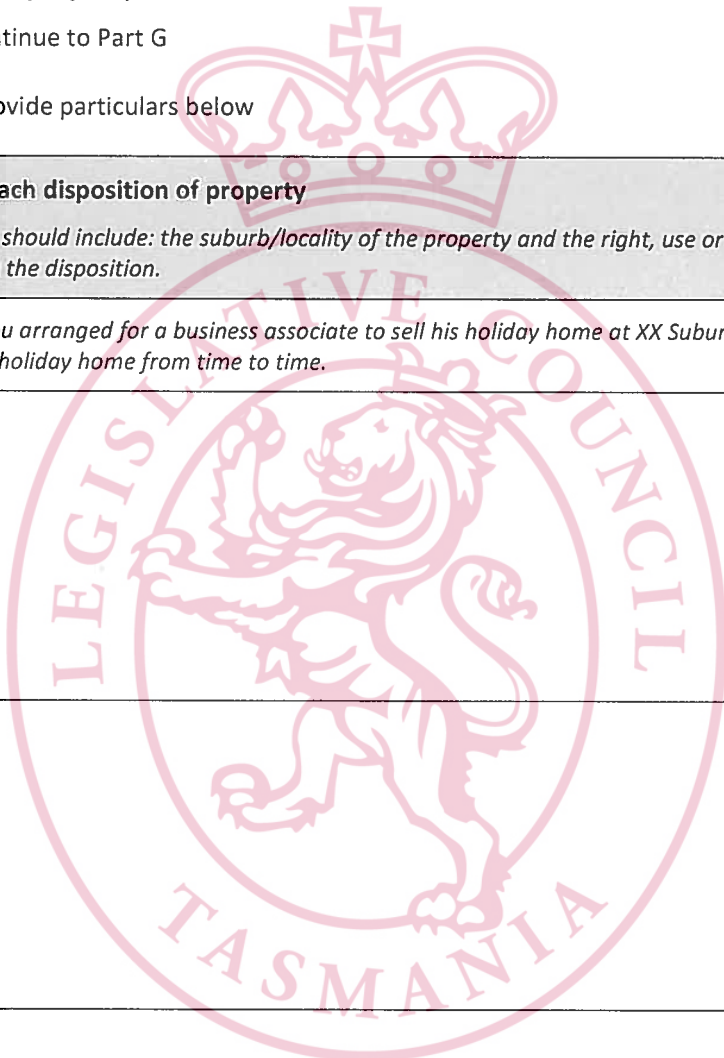 tinue to Part G
ovide particulars below
ach disposition of property
should include: the suburb/locality of the property and the right, use or
the disposition.
u arranged for a business associate to sell his holiday home at XX Subur
holiday home from time to time.
LEGISLATIVE COUNCIL
TASMANIA